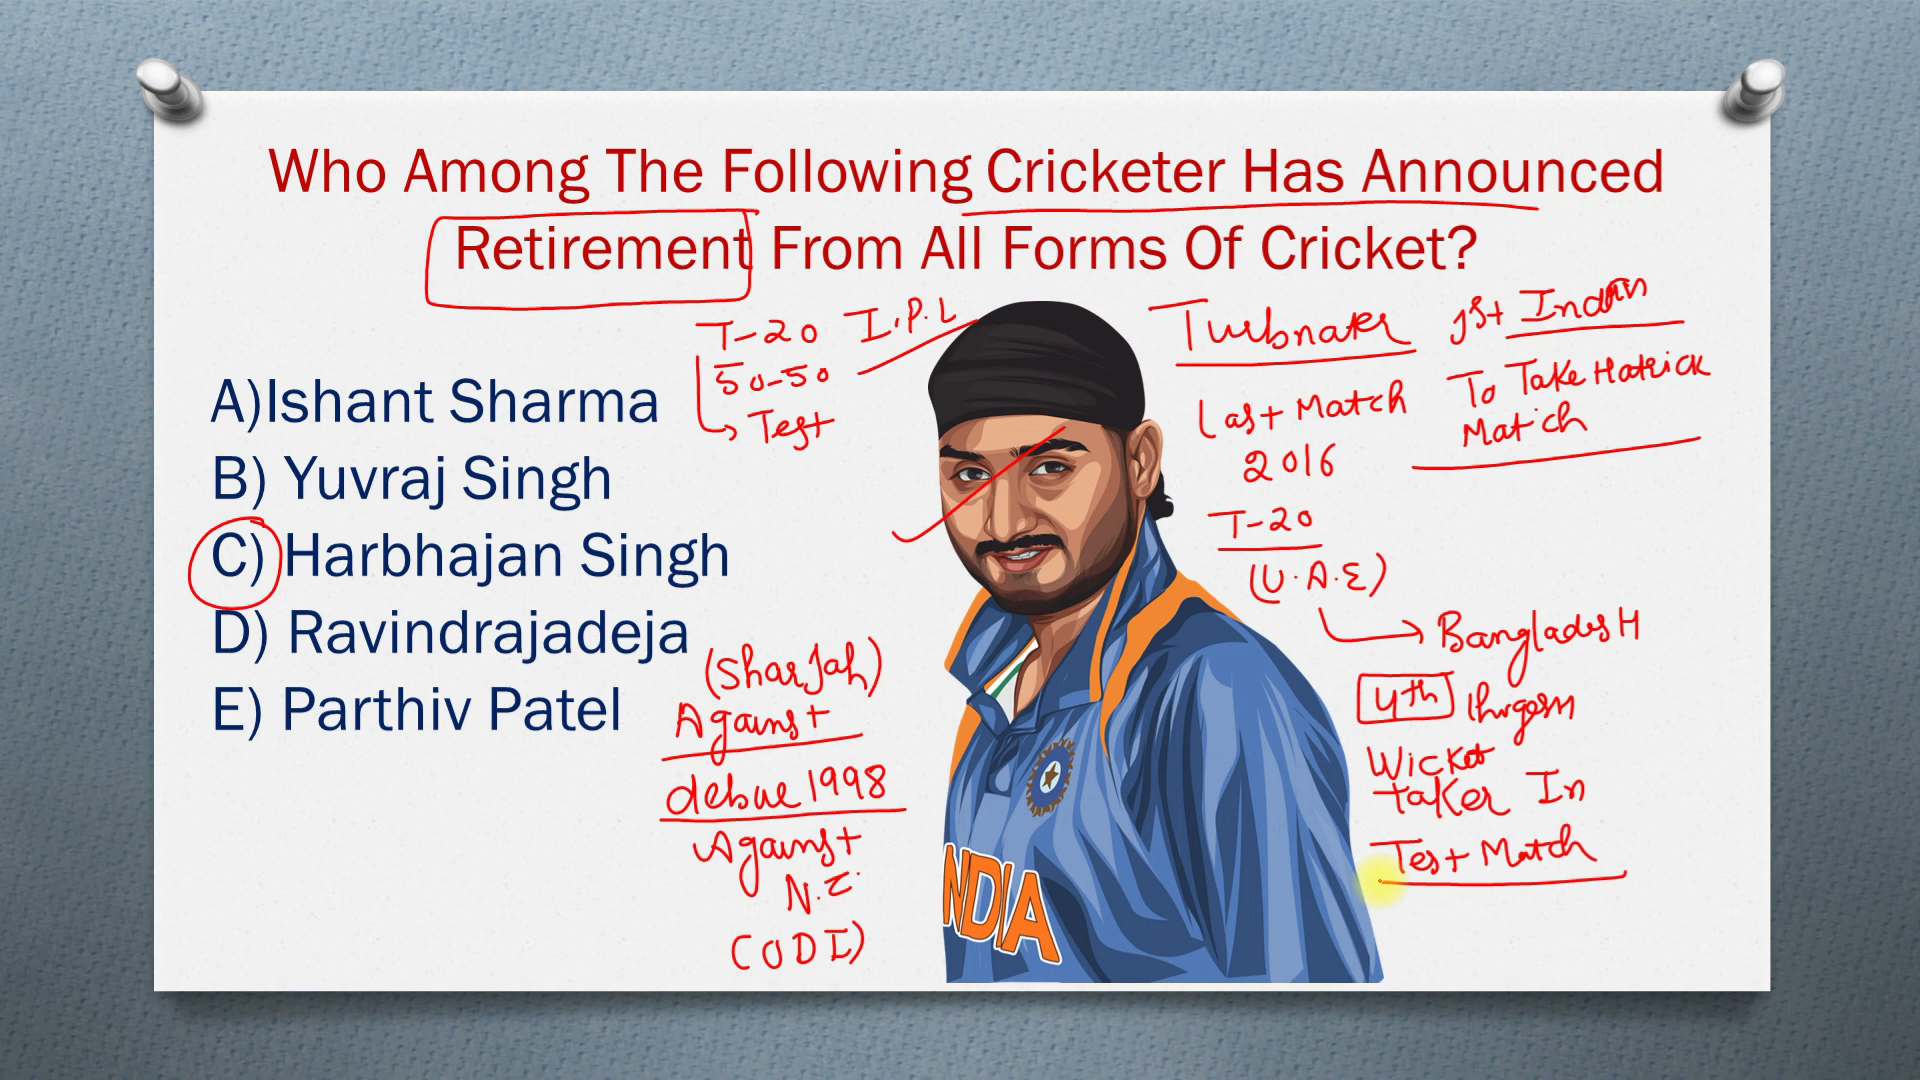 Who Among The Following Cricketer Has Announced
Retirement From All Forms Of Cricket?
A)Ishant Sharma
B) Yuvraj Singh
C) Harbhajan Singh
D) Ravindrajadeja
E) Parthiv Patel
T-20 I.P.L
50-50
Test
(SharJah)
Against
debue 1998
Against
N.Z.
(ODI)
Turbnater
Last Match
2016
T-20
(U.A.E)
BangladesH
4th
Wicket
taker In
Test Match
1st Indian
To Take Hatrick
Match
NDIA